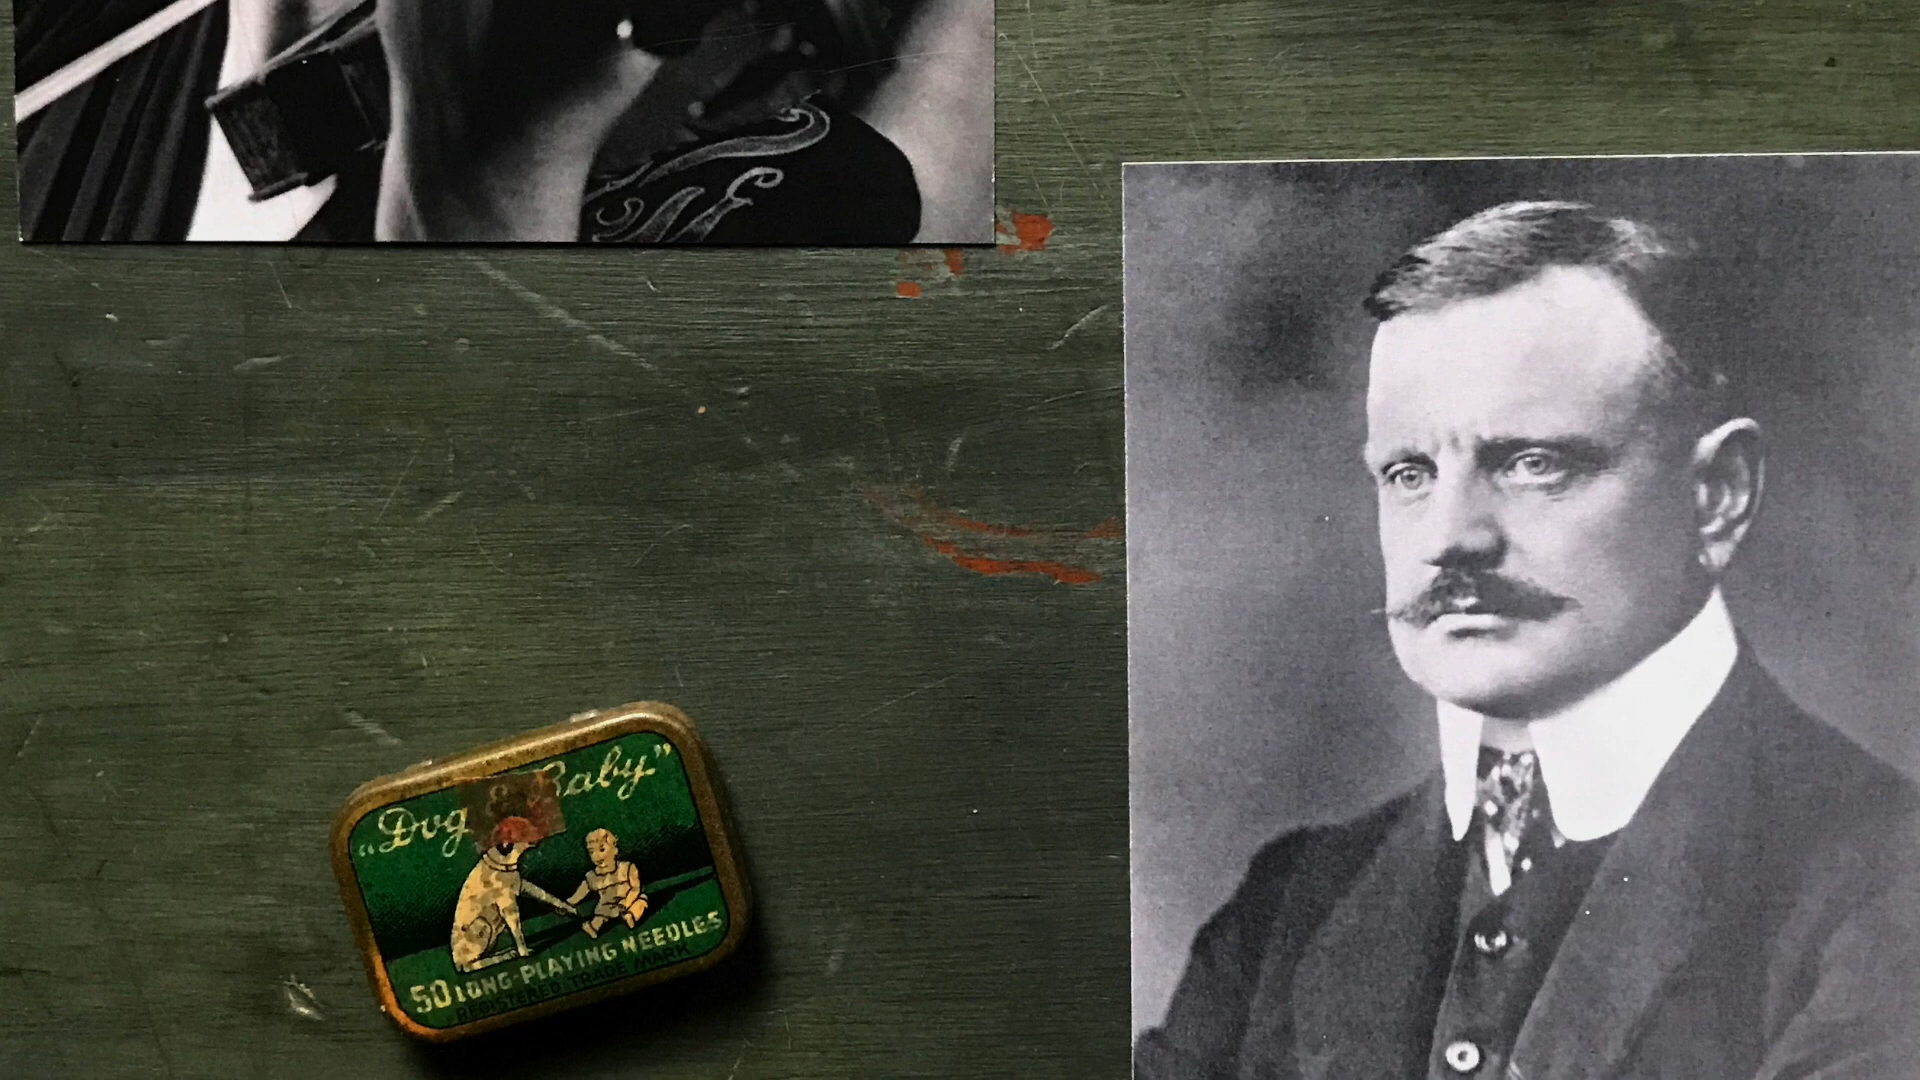 „Dog & Baby”
50 LONG-PLAYING NEEDLES
REGISTERED TRADE MARK